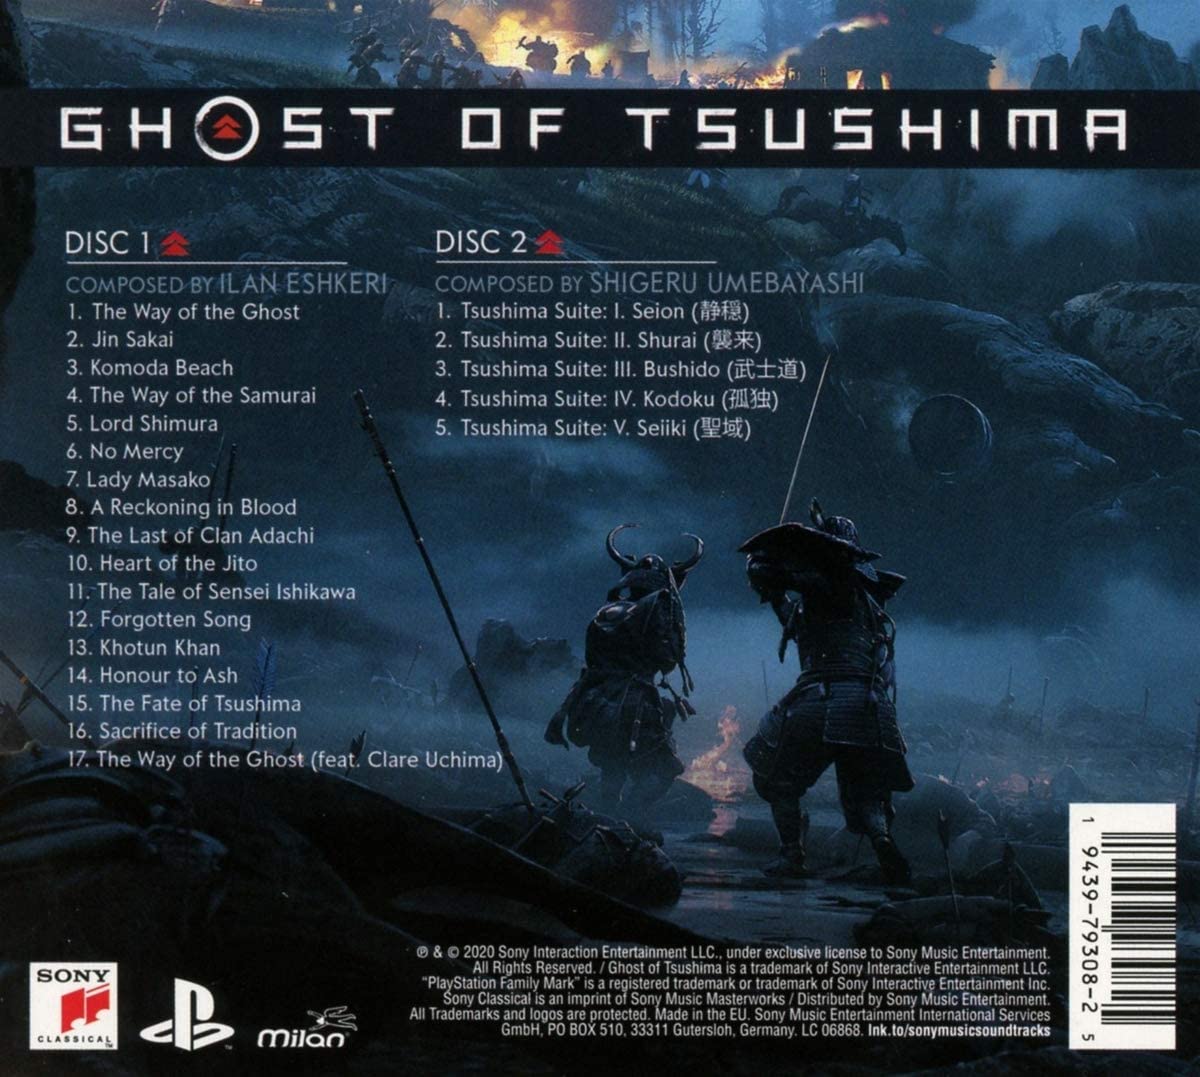 GHOST OF TSUSHIMA
DISC 1
COMPOSED BY ILAN ESHKERI
1. The Way of the Ghost
2. Jin Sakai
3. Komoda Beach
4. The Way of the Samurai
5. Lord Shimura
6. No Mercy
7. Lady Masako
8. A Reckoning in Blood
9. The Last of Clan Adachi
10. Heart of the Jito
11. The Tale of Sensei Ishikawa
12. Forgotten Song
13. Khotun Khan
14. Honour to Ash
15. The Fate of Tsushima
16. Sacrifice of Tradition
17. The Way of the Ghost (feat. Clare Uchima)
DISC 2
COMPOSED BY SHIGERU UMEBAYASHI
1. Tsushima Suite: I. Seion (静穏)
2. Tsushima Suite: II. Shurai (襲来)
3. Tsushima Suite: III. Bushido (武士道)
4. Tsushima Suite: IV. Kodoku (孤独)
5. Tsushima Suite: V. Seiiki (聖域)
SONY
CLASSICAL™
™
milan
℗ & © 2020 Sony Interaction Entertainment LLC., under exclusive license to Sony Music Entertainment.
All Rights Reserved. / Ghost of Tsushima is a trademark of Sony Interactive Entertainment LLC.
“PlayStation Family Mark” is a registered trademark or trademark of Sony Interactive Entertainment Inc.
Sony Classical is an imprint of Sony Music Masterworks / Distributed by Sony Music Entertainment.
All Trademarks and logos are protected. Made in the EU. Sony Music Entertainment International Services
GmbH, PO BOX 510, 33311 Gutersloh, Germany. LC 06868. lnk.to/sonymusicsoundtracks
1 9439-79308-2 5